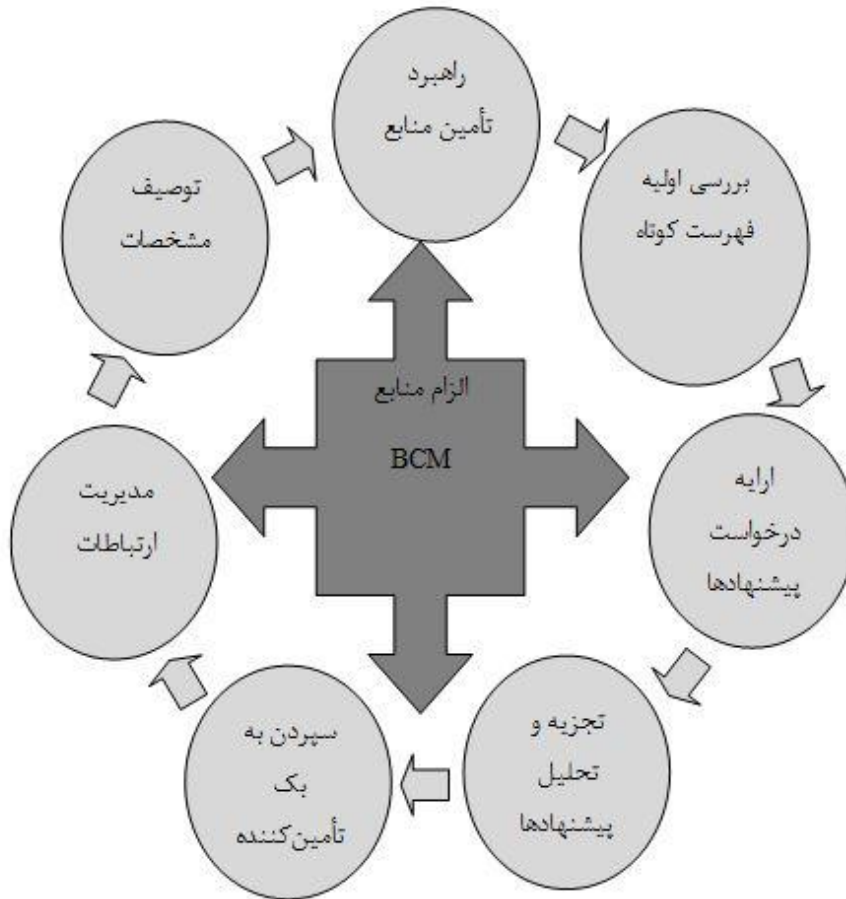 راهبرد
تأمین منابع
بررسی اولیه
فهرست کوتاه
ارایه
درخواست
پیشنهادها
تجزیه و
تحلیل
پیشنهادها
سپردن به
بک
تأمین‌کننده
مدیریت
ارتباطات
توصیف
مشخصات
الزام منابع
BCM